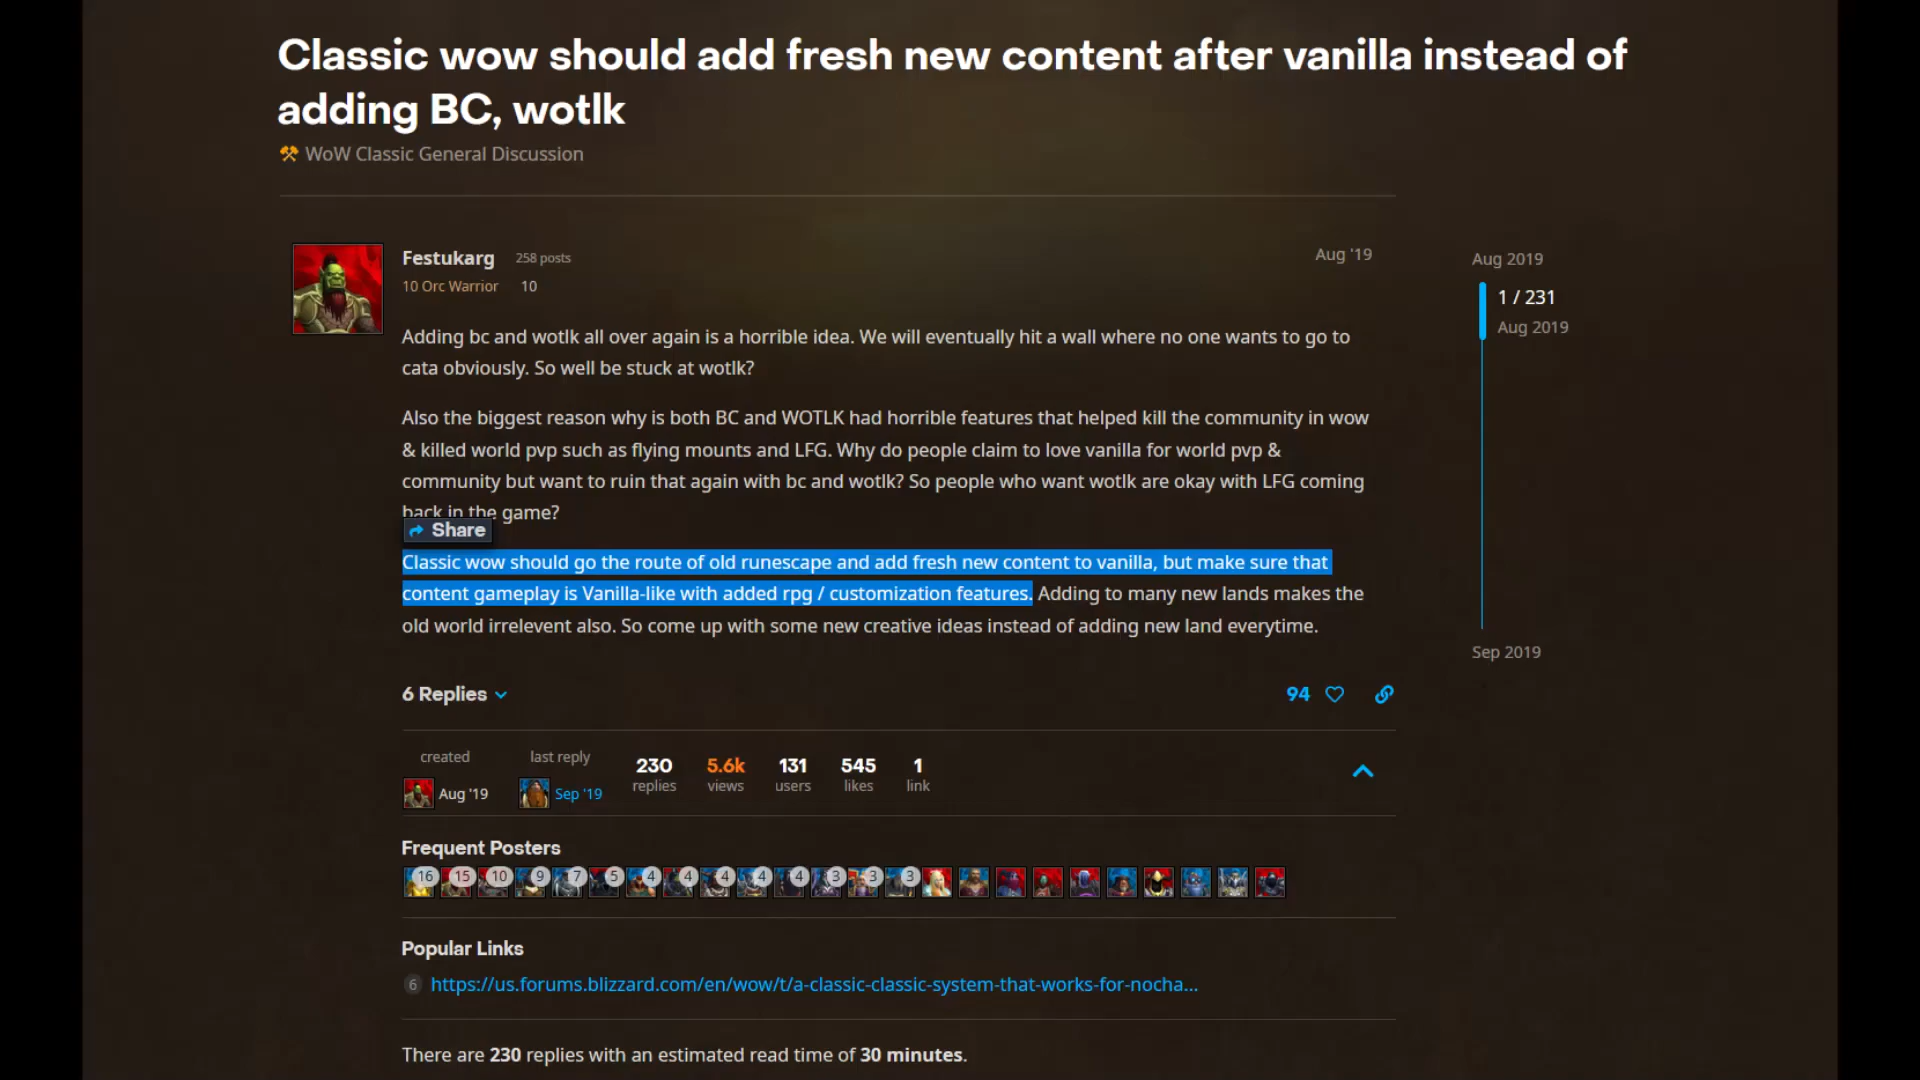 Classic wow should add fresh new content after vanilla instead of
adding BC, wotlk
WoW Classic General Discussion
Festukarg 258 posts
Aug '19
10 Orc Warrior 10
Aug 2019
1 / 231
Aug 2019
Adding bc and wotlk all over again is a horrible idea. We will eventually hit a wall where no one wants to go to
cata obviously. So well be stuck at wotlk?
Also the biggest reason why is both BC and WOTLK had horrible features that helped kill the community in wow
& killed world pvp such as flying mounts and LFG. Why do people claim to love vanilla for world pvp &
community but want to ruin that again with bc and wotlk? So people who want wotlk are okay with LFG coming
back in the game?
Share
Classic wow should go the route of old runescape and add fresh new content to vanilla, but make sure that
content gameplay is Vanilla-like with added rpg / customization features. Adding to many new lands makes the
old world irrelevent also. So come up with some new creative ideas instead of adding new land everytime.
Sep 2019
6 Replies
94
created last reply
230 5.6k 131 545 1
replies views users likes link
Aug '19 Sep '19
Frequent Posters
16 15 10 9 7 5 4 4 4 4 4 3 3 3
Popular Links
6 https://us.forums.blizzard.com/en/wow/t/a-classic-classic-system-that-works-for-nocha...
There are 230 replies with an estimated read time of 30 minutes.